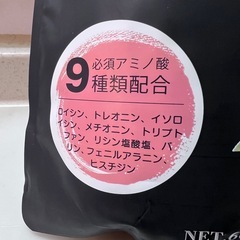 必須アミノ酸
9種類配合
ロイシン、トレオニン、イソロ
イシン、メチオニン、トリプト
ファン、リシン塩酸塩、バ
リン、フェニルアラニン、
ヒスチジン
NET